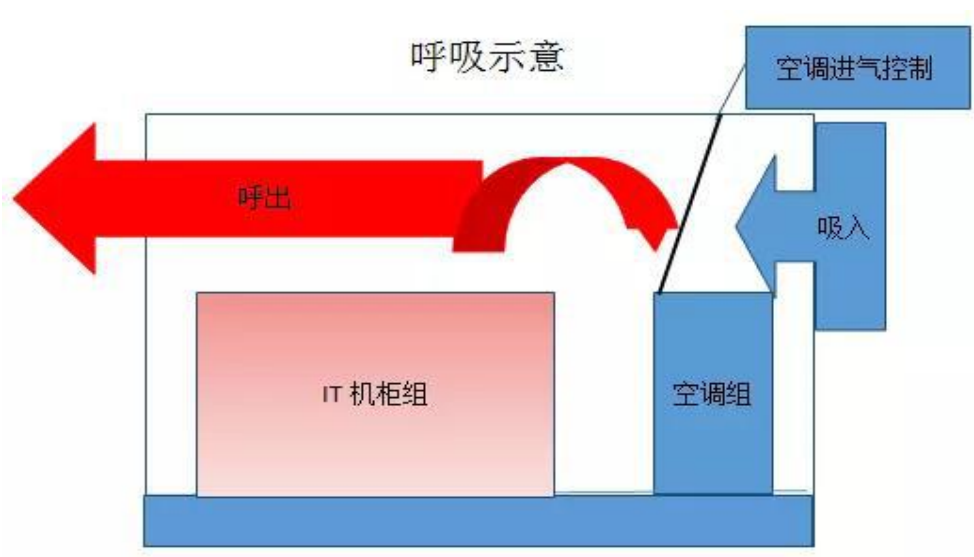 呼吸示意
空调进气控制
呼出
吸入
IT 机柜组
空调组